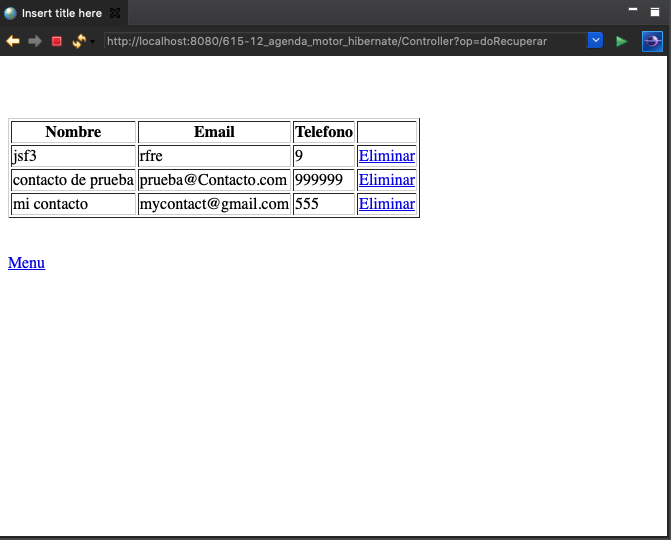 Insert title here
http://localhost:8080/615-12_agenda_motor_hibernate/Controller?op=doRecuperar
Nombre Email Telefono
jsf3 rfre 9 Eliminar
contacto de prueba prueba@Contacto.com 999999 Eliminar
mi contacto mycontact@gmail.com 555 Eliminar
Menu